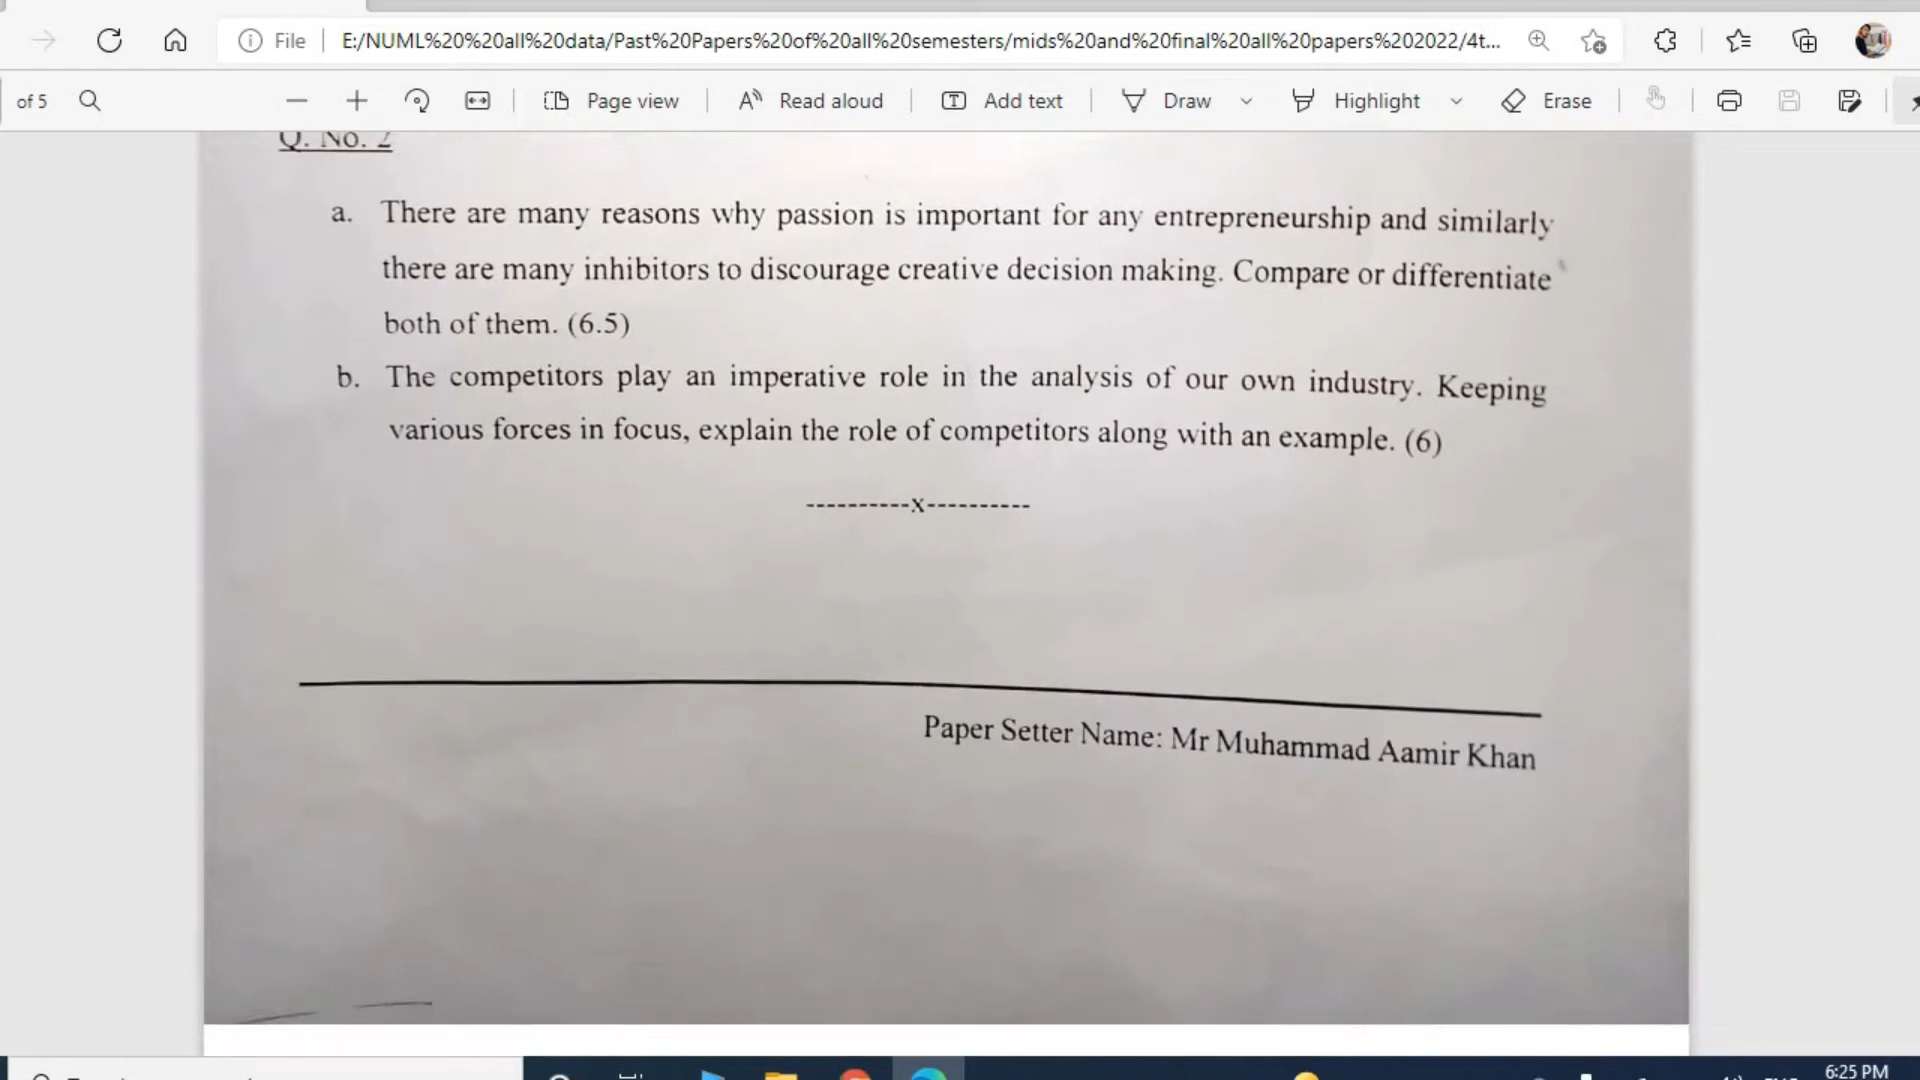 File E:/NUML%20%20all%20data/Past%20Papers%20of%20all%20semesters/mids%20and%20final%20all%20papers%202022/4t...
of 5 Page view Read aloud Add text Draw Highlight Erase
Q. No. 2
a. There are many reasons why passion is important for any entrepreneurship and similarly
there are many inhibitors to discourage creative decision making. Compare or differentiate
both of them. (6.5)
b. The competitors play an imperative role in the analysis of our own industry. Keeping
various forces in focus, explain the role of competitors along with an example. (6)
----------x----------
Paper Setter Name: Mr Muhammad Aamir Khan
6:25 PM